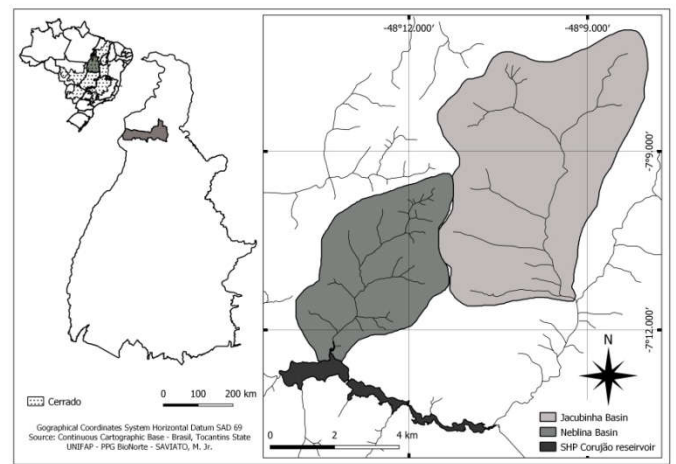 -48°12.000'
-48°9.000'
-7°9.000'
-7°12.000'
Cerrado
0 100 200 km
Gographical Coordinates System Horizontal Datum SAD 69
Source: Continuous Cartographic Base - Brasil, Tocantins State
UNIFAP - PPG BioNorte - SAVIATO, M. Jr.
N
0 2 4 km
Jacubinha Basin
Neblina Basin
SHP Corujão reseirvoir